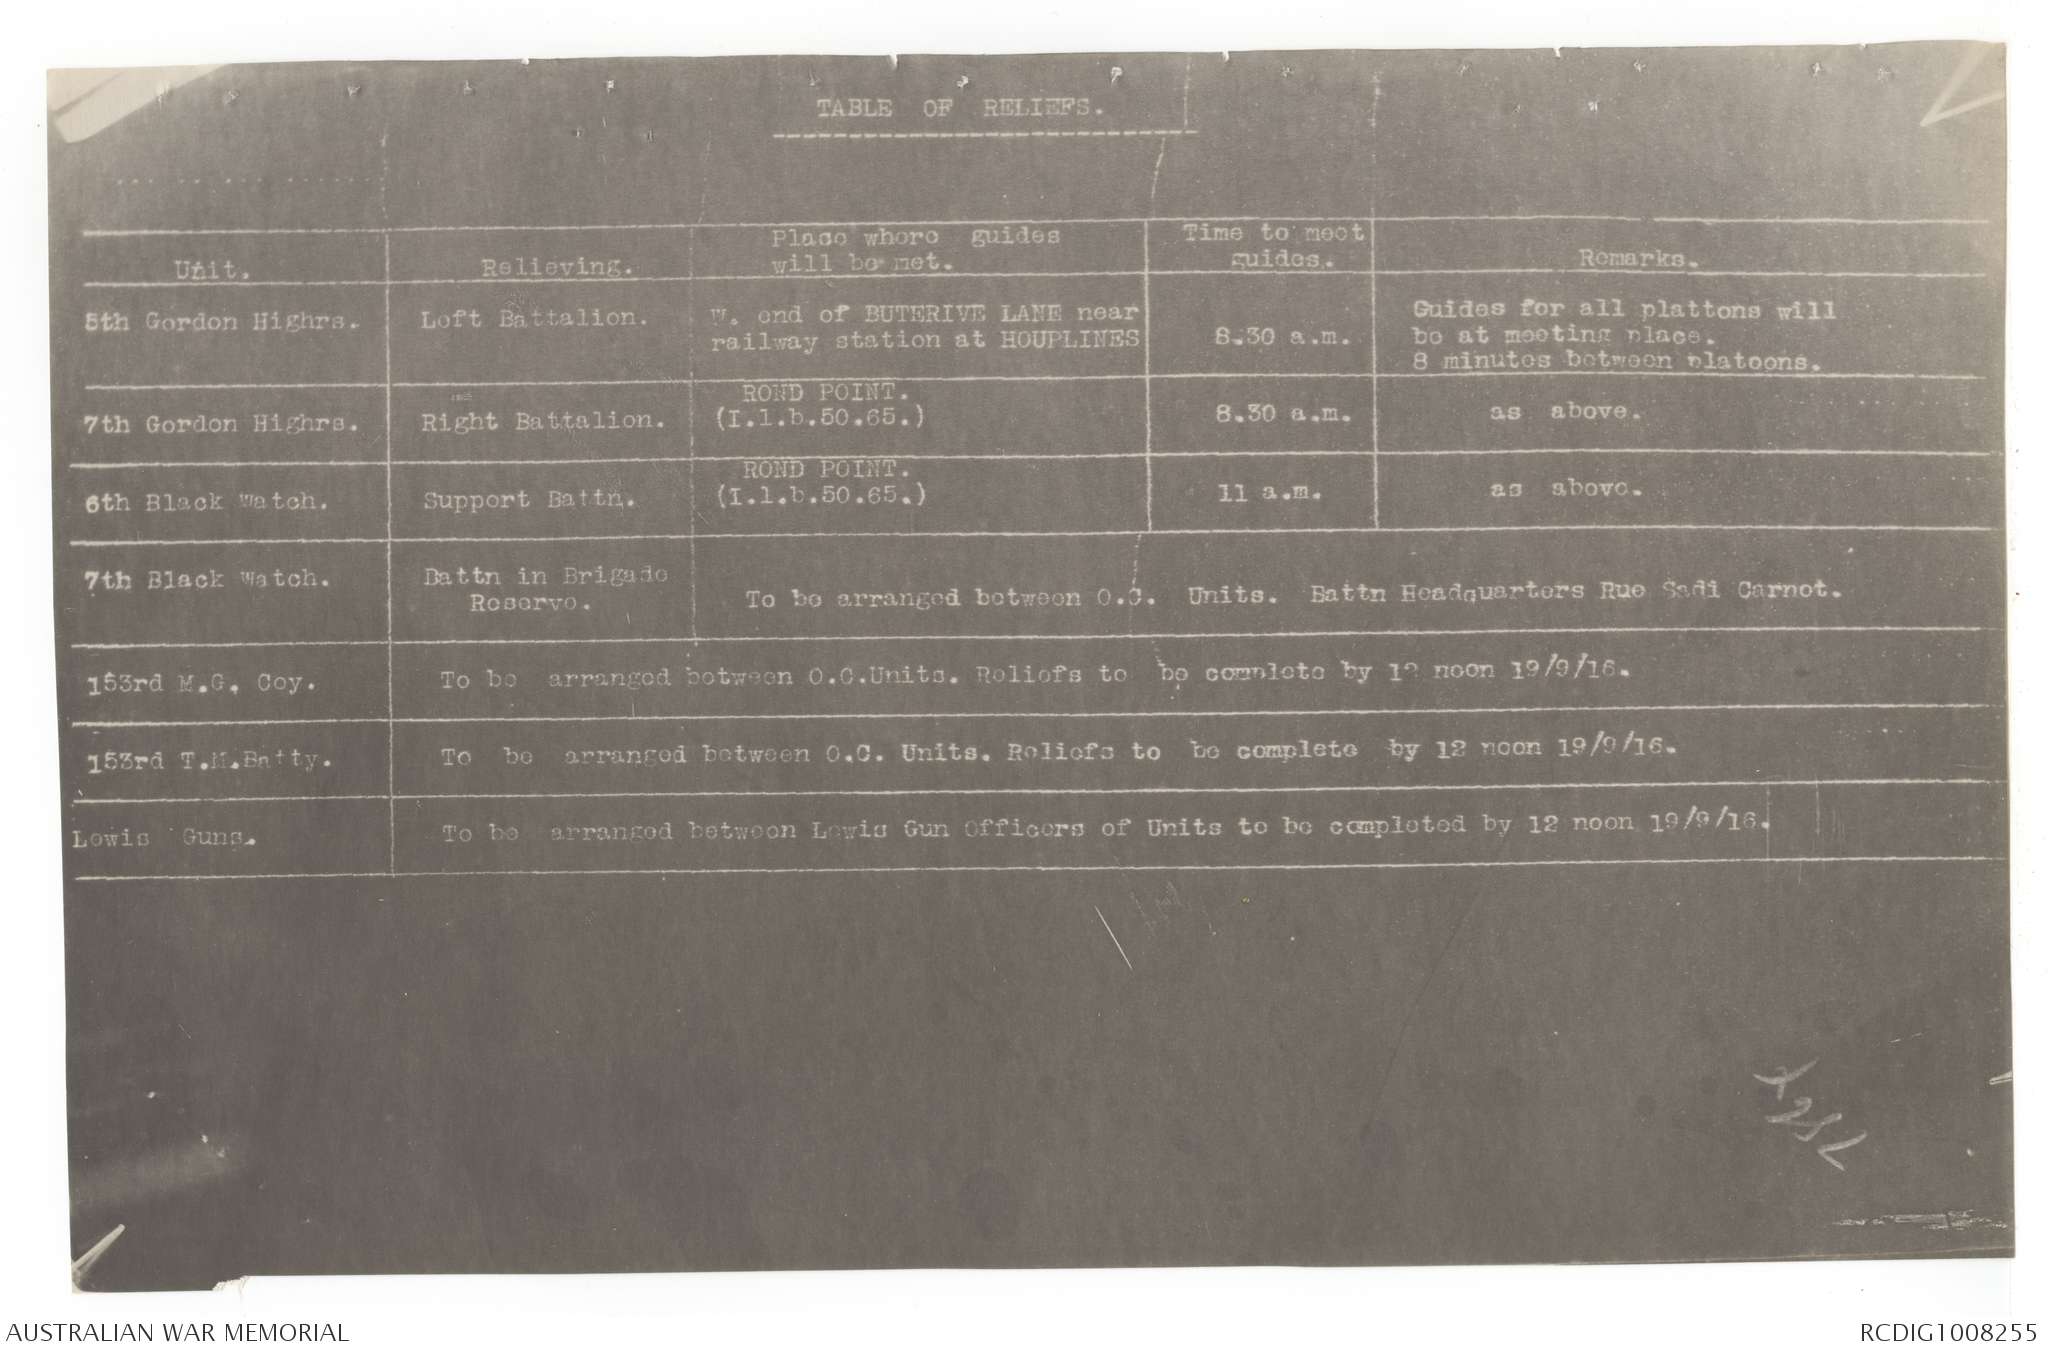 TABLE OF RELIEFS.
Unit.
Relieving.
Place where guides
will be met.
Time to meet
guides.
Remarks.
5th Gordon Highrs.
Left Battalion.
W. end of BUTERIVE LANE near
railway station at HOUPLINES
8.30 a.m.
Guides for all plattons will
be at meeting place.
8 minutes between platoons.
7th Gordon Highrs.
Right Battalion.
ROND POINT.
(I.1.b.50.65.)
8.30 a.m.
as above.
6th Black Watch.
Support Battn.
ROND POINT.
(I.1.b.50.65.)
11 a.m.
as above.
7th Black Watch.
Battn in Brigade
Reserve.
To be arranged between O.C. Units. Battn Headquarters Rue Sadi Carnot.
153rd M.G. Coy.
To be arranged between O.C.Units. Reliefs to be complete by 12 noon 19/9/16.
153rd T.M.Batty.
To be arranged between O.C. Units. Reliefs to be complete by 12 noon 19/9/16.
Lewis Guns.
To be arranged between Lewis Gun Officers of Units to be completed by 12 noon 19/9/16.
AUSTRALIAN WAR MEMORIAL
RCDIG1008255